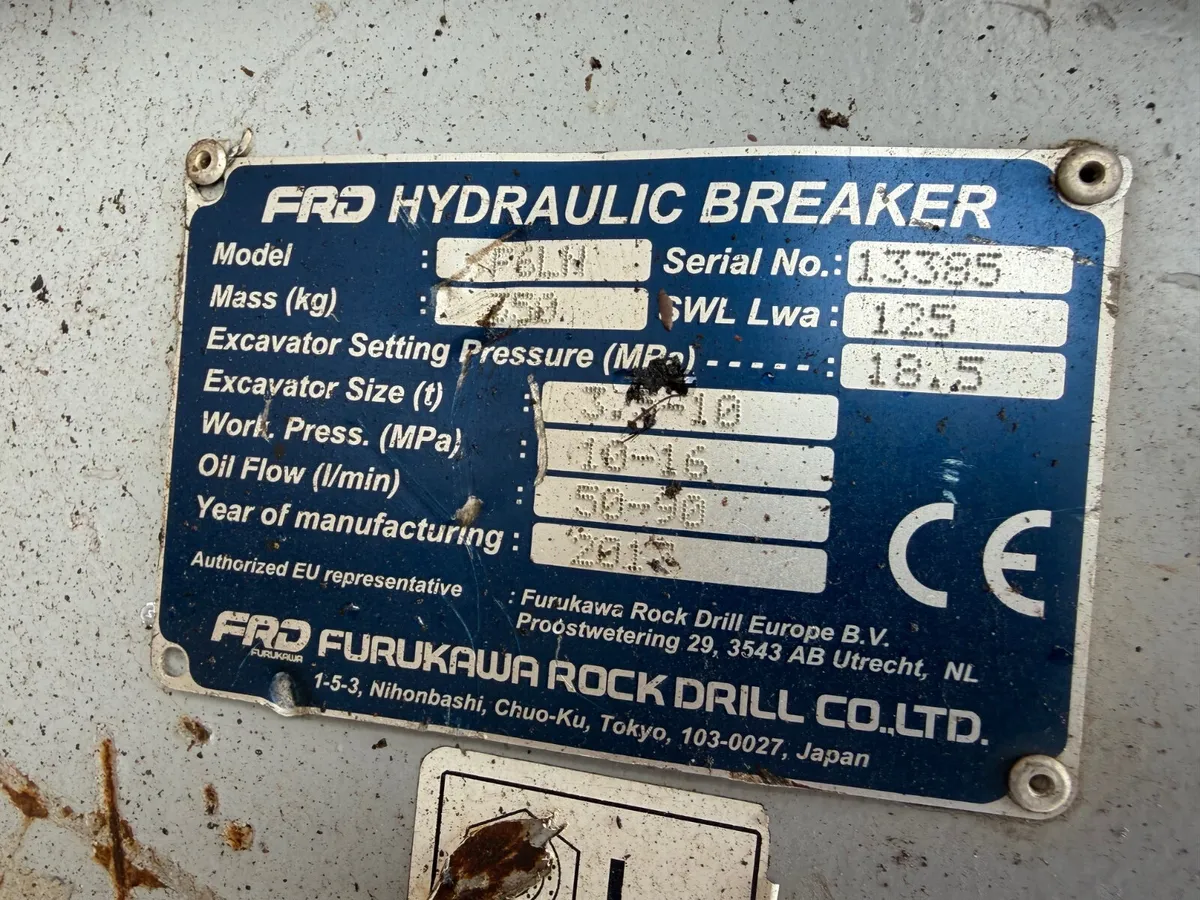 FRD HYDRAULIC BREAKER
Model :
Serial No.: 13385
Mass (kg) :
SWL Lwa : 125
Excavator Setting Pressure (MPa) ----- : 18.5
Excavator Size (t) :
Work. Press. (MPa) : 10-16
Oil Flow (l/min) : 50-90
Year of manufacturing :
Authorized EU representative : Furukawa Rock Drill Europe B.V.
Proostwetering 29, 3543 AB Utrecht, NL
CE
FRD FURUKAWA FURUKAWA ROCK DRILL CO.,LTD.
1-5-3, Nihonbashi, Chuo-Ku, Tokyo, 103-0027, Japan